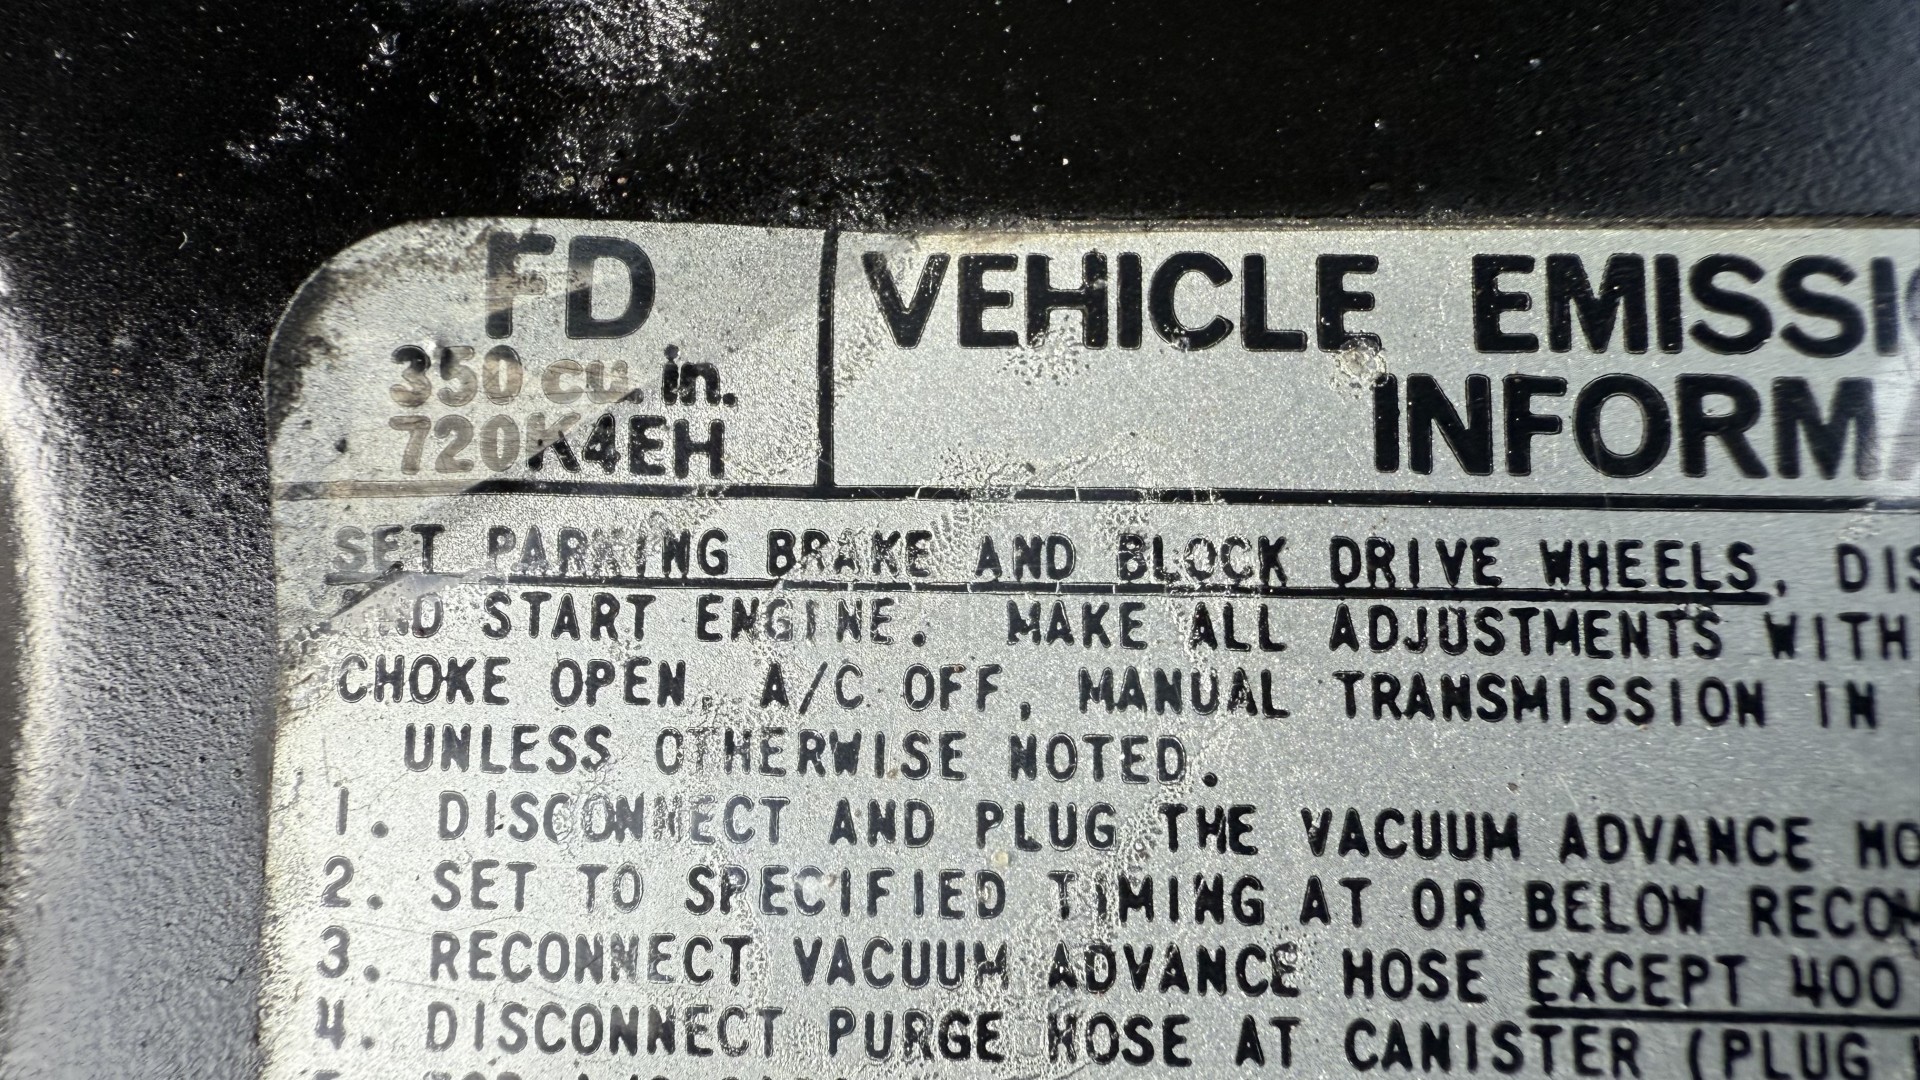 FD
350 cu. in.
720K4EH
VEHICLE EMISSI
INFORM
SET PARKING BRAKE AND BLOCK DRIVE WHEELS, DIS
AND START ENGINE. MAKE ALL ADJUSTMENTS WITH
CHOKE OPEN, A/C OFF, MANUAL TRANSMISSION IN
UNLESS OTHERWISE NOTED.
1. DISCONNECT AND PLUG THE VACUUM ADVANCE HO
2. SET TO SPECIFIED TIMING AT OR BELOW RECOM
3. RECONNECT VACUUM ADVANCE HOSE EXCEPT 400
4. DISCONNECT PURGE HOSE AT CANISTER (PLUG